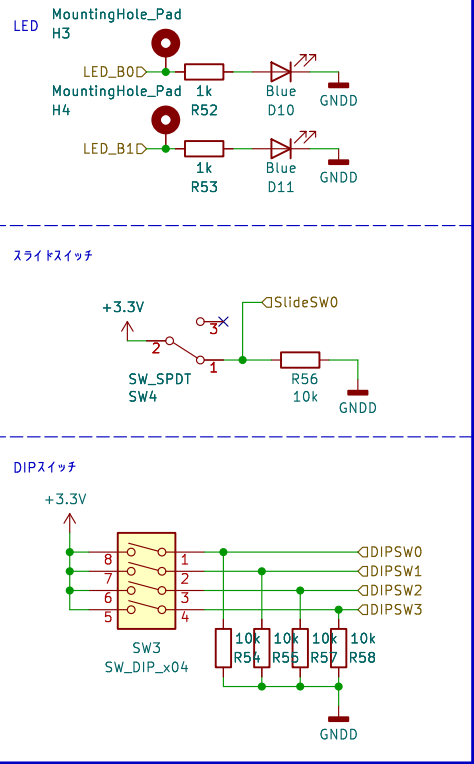 LED
MountingHole_Pad
H3
LED_B0
1k
R52
Blue
D10
GNDD
MountingHole_Pad
H4
LED_B1
1k
R53
Blue
D11
GNDD
スライドスイッチ
+3.3V
3
SlideSW0
2
1
SW_SPDT
SW4
R56
10k
GNDD
DIPスイッチ
+3.3V
8
1
DIPSW0
7
2
DIPSW1
6
3
DIPSW2
5
4
DIPSW3
10k
R54
10k
R55
10k
R57
10k
R58
SW3
SW_DIP_x04
GNDD